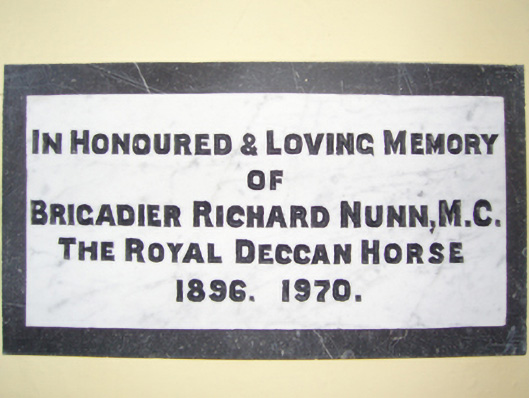 In Honoured & Loving Memory
of
Brigadier Richard Nunn, M.C.
The Royal Deccan Horse
1896. 1970.